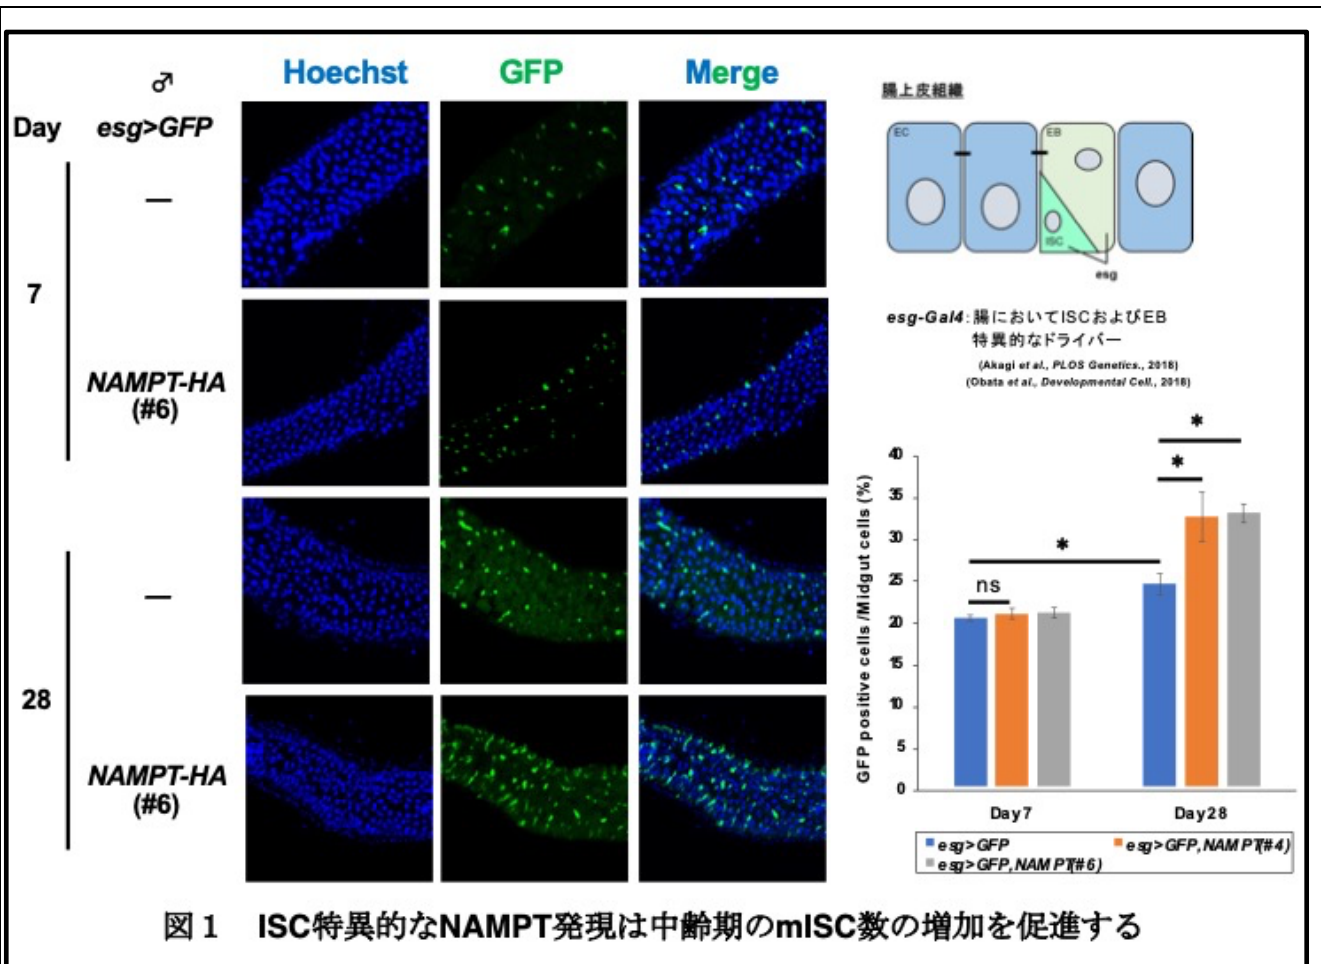 Hoechst GFP Merge
♂
Day esg>GFP
7
—
NAMPT-HA
(#6)
28
—
NAMPT-HA
(#6)
腸上皮組織
EC
EB
ISC
esg
esg-Gal4:腸においてISCおよびEB
特異的なドライバー
(Akagi et al., PLOS Genetics., 2018)
(Obata et al., Developmental Cell., 2018)
GFP positive cells /Midgut cells (%)
40
35
30
25
20
15
10
5
0
ns
*
*
*
Day7 Day28
esg>GFP esg>GFP,NAMPT(#4)
esg>GFP,NAMPT(#6)
図1 ISC特異的なNAMPT発現は中齢期のmISC数の増加を促進する